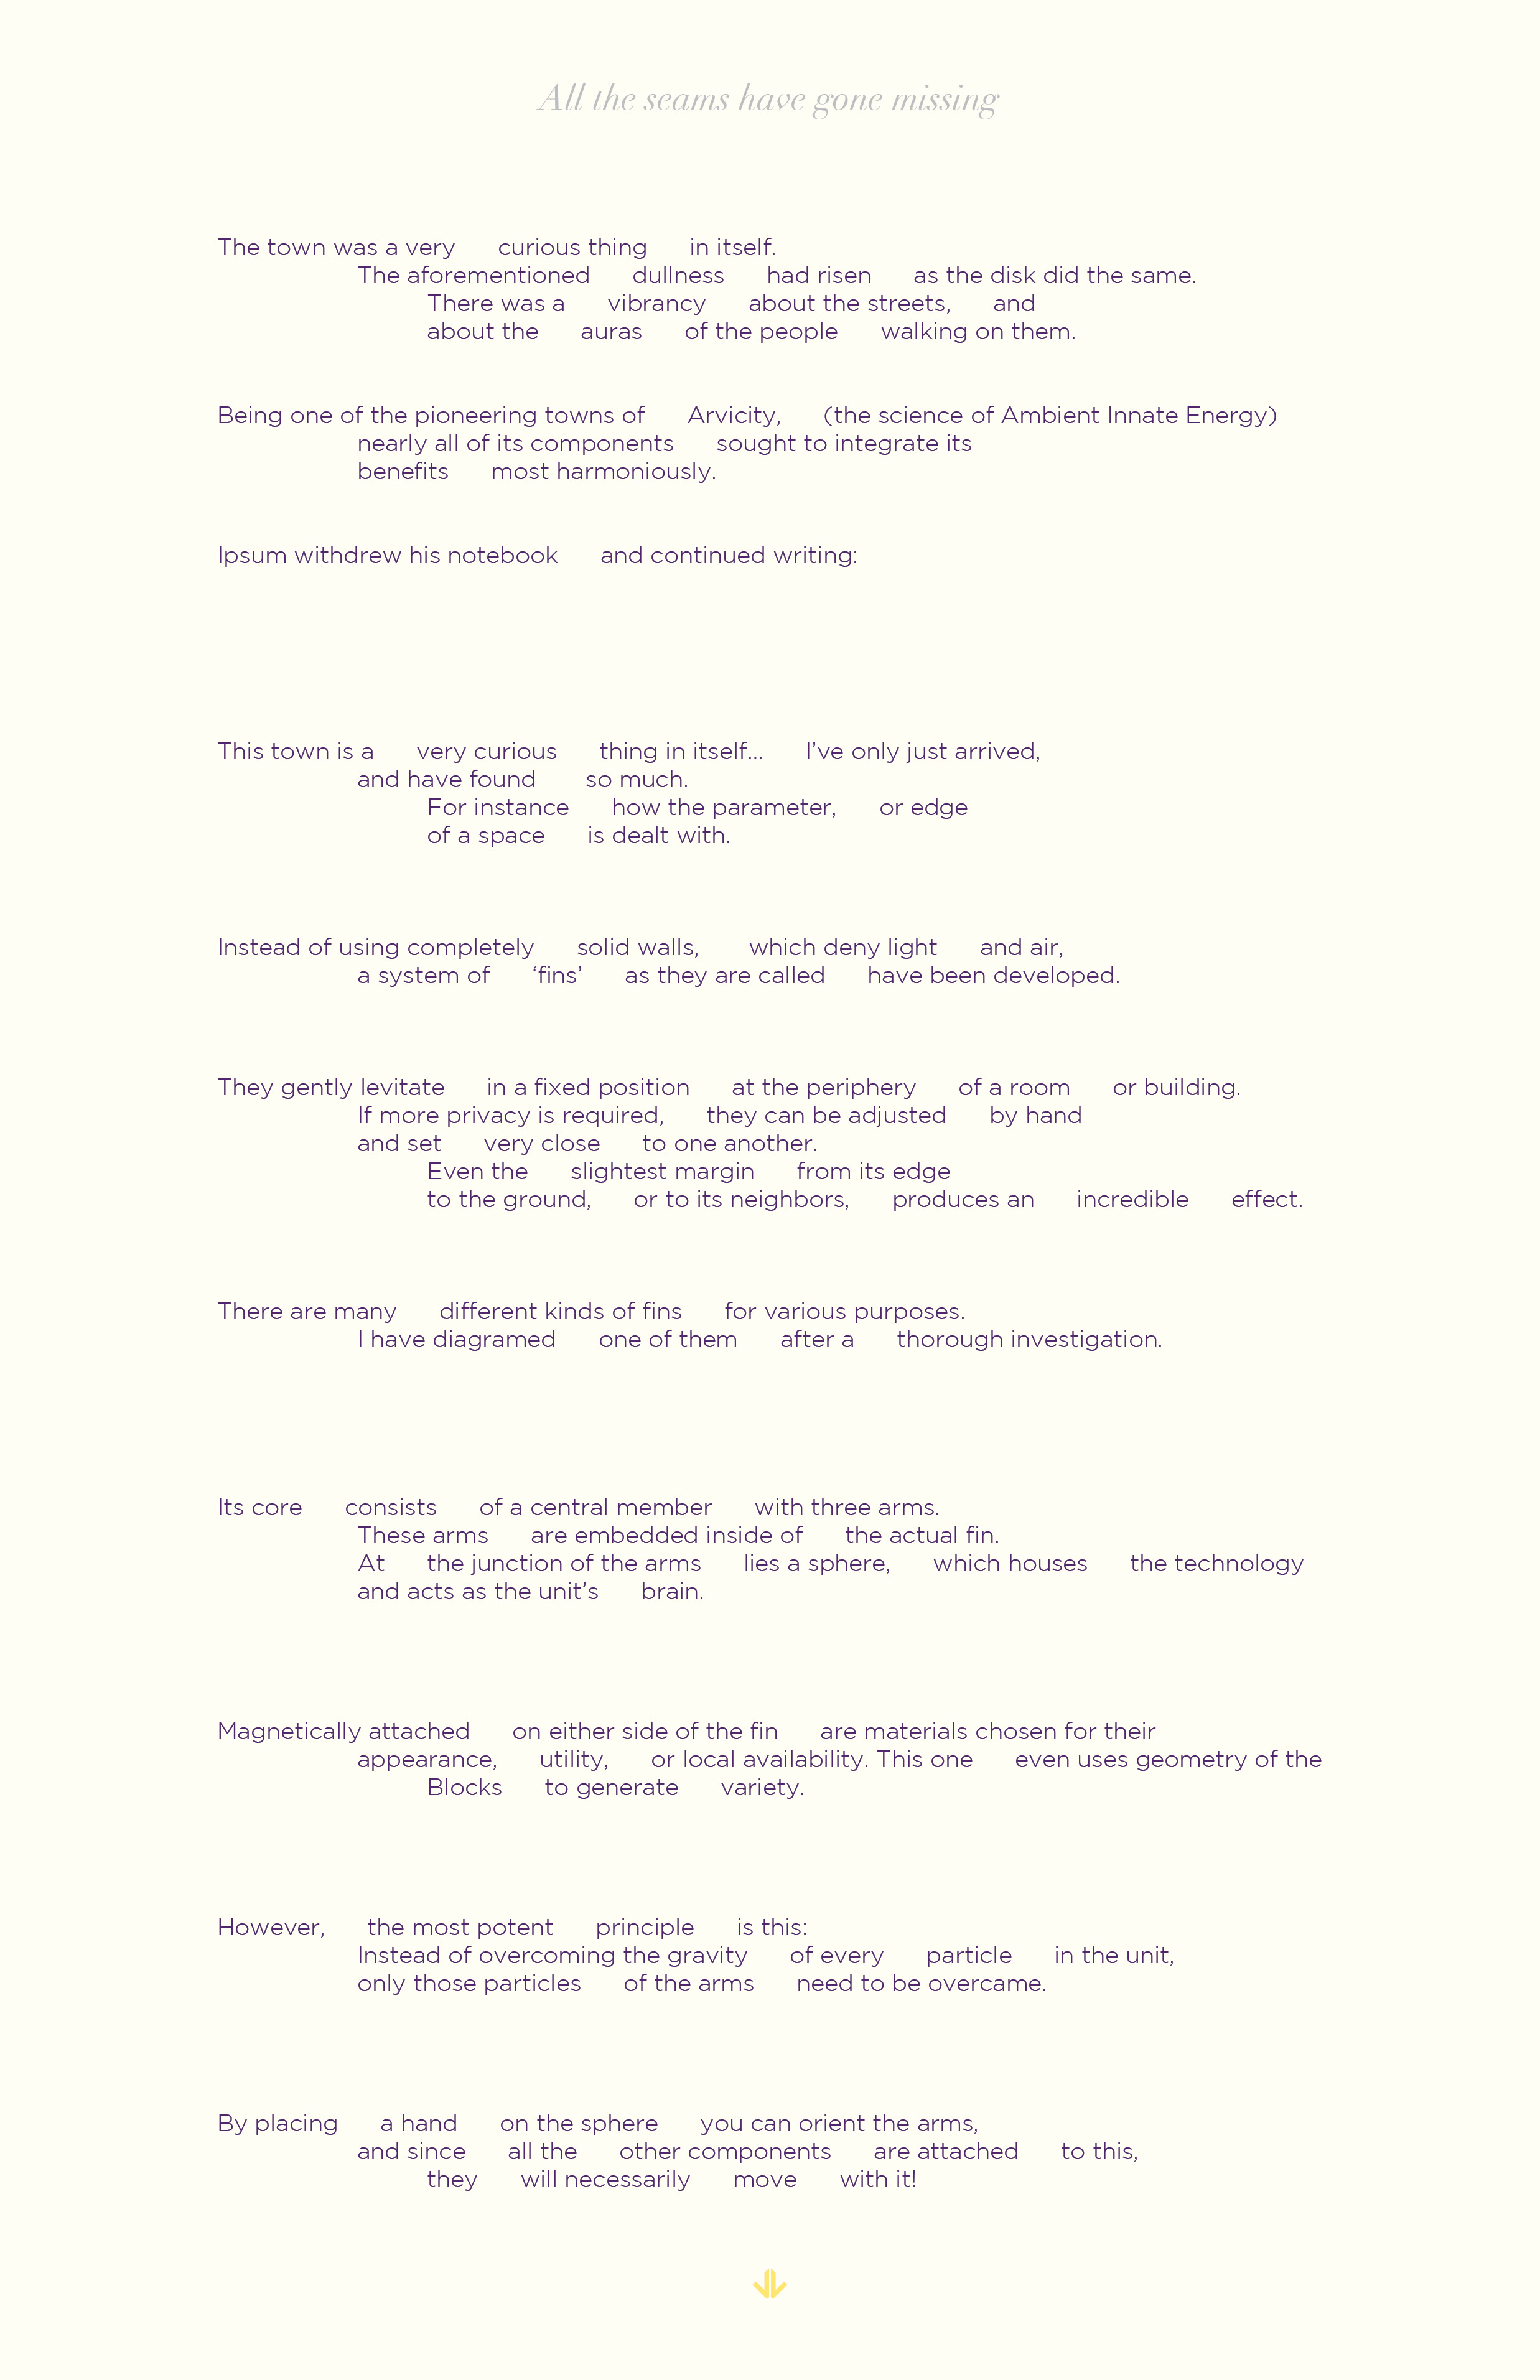 All the seams have gone missing
The town was a very curious thing in itself.
The aforementioned dullness had risen as the disk did the same.
There was a vibrancy about the streets, and
about the auras of the people walking on them.
Being one of the pioneering towns of Arvicity, (the science of Ambient Innate Energy)
nearly all of its components sought to integrate its
benefits most harmoniously.
Ipsum withdrew his notebook and continued writing:
This town is a very curious thing in itself... I’ve only just arrived,
and have found so much.
For instance how the parameter, or edge
of a space is dealt with.
Instead of using completely solid walls, which deny light and air,
a system of ‘fins’ as they are called have been developed.
They gently levitate in a fixed position at the periphery of a room or building.
If more privacy is required, they can be adjusted by hand
and set very close to one another.
Even the slightest margin from its edge
to the ground, or to its neighbors, produces an incredible effect.
There are many different kinds of fins for various purposes.
I have diagramed one of them after a thorough investigation.
Its core consists of a central member with three arms.
These arms are embedded inside of the actual fin.
At the junction of the arms lies a sphere, which houses the technology
and acts as the unit’s brain.
Magnetically attached on either side of the fin are materials chosen for their
appearance, utility, or local availability. This one even uses geometry of the
Blocks to generate variety.
However, the most potent principle is this:
Instead of overcoming the gravity of every particle in the unit,
only those particles of the arms need to be overcame.
By placing a hand on the sphere you can orient the arms,
and since all the other components are attached to this,
they will necessarily move with it!